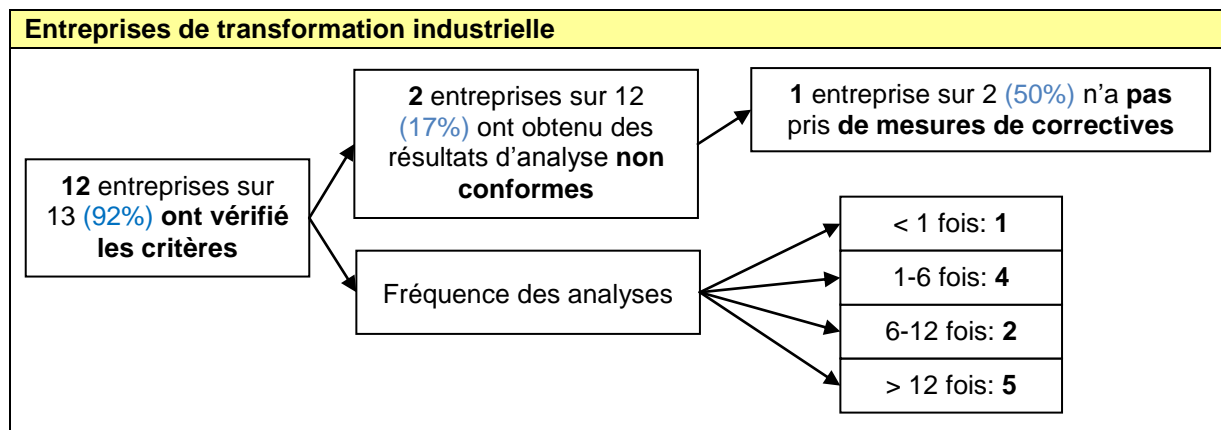 Entreprises de transformation industrielle
12 entreprises sur
13 (92%) ont vérifié
les critères
2 entreprises sur 12
(17%) ont obtenu des
résultats d'analyse non
conformes
1 entreprise sur 2 (50%) n'a pas
pris de mesures de correctives
Fréquence des analyses
< 1 fois: 1
1-6 fois: 4
6-12 fois: 2
> 12 fois: 5